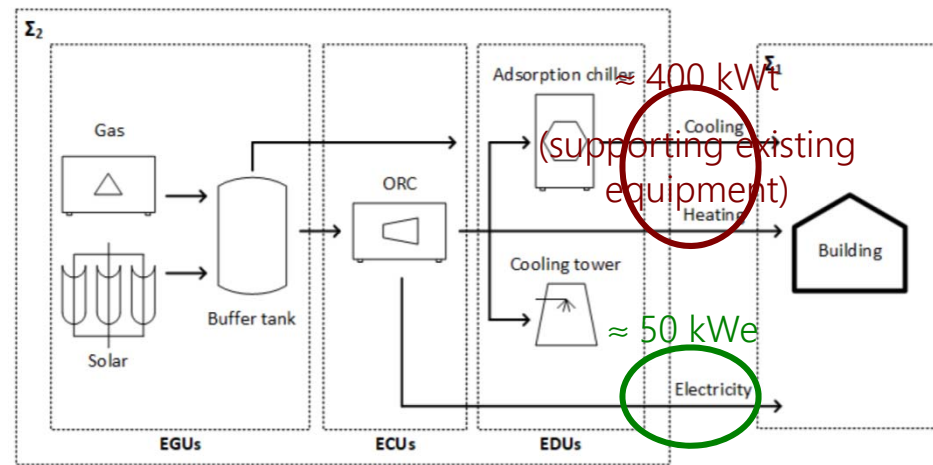 Σ₂
Σ₁
Adsorption chiller
≈ 400 kWt
Gas
Cooling
(supporting existing
equipment)
ORC
Heating
Building
Cooling tower
Buffer tank
≈ 50 kWe
Solar
Electricity
EGUs
ECUs
EDUs